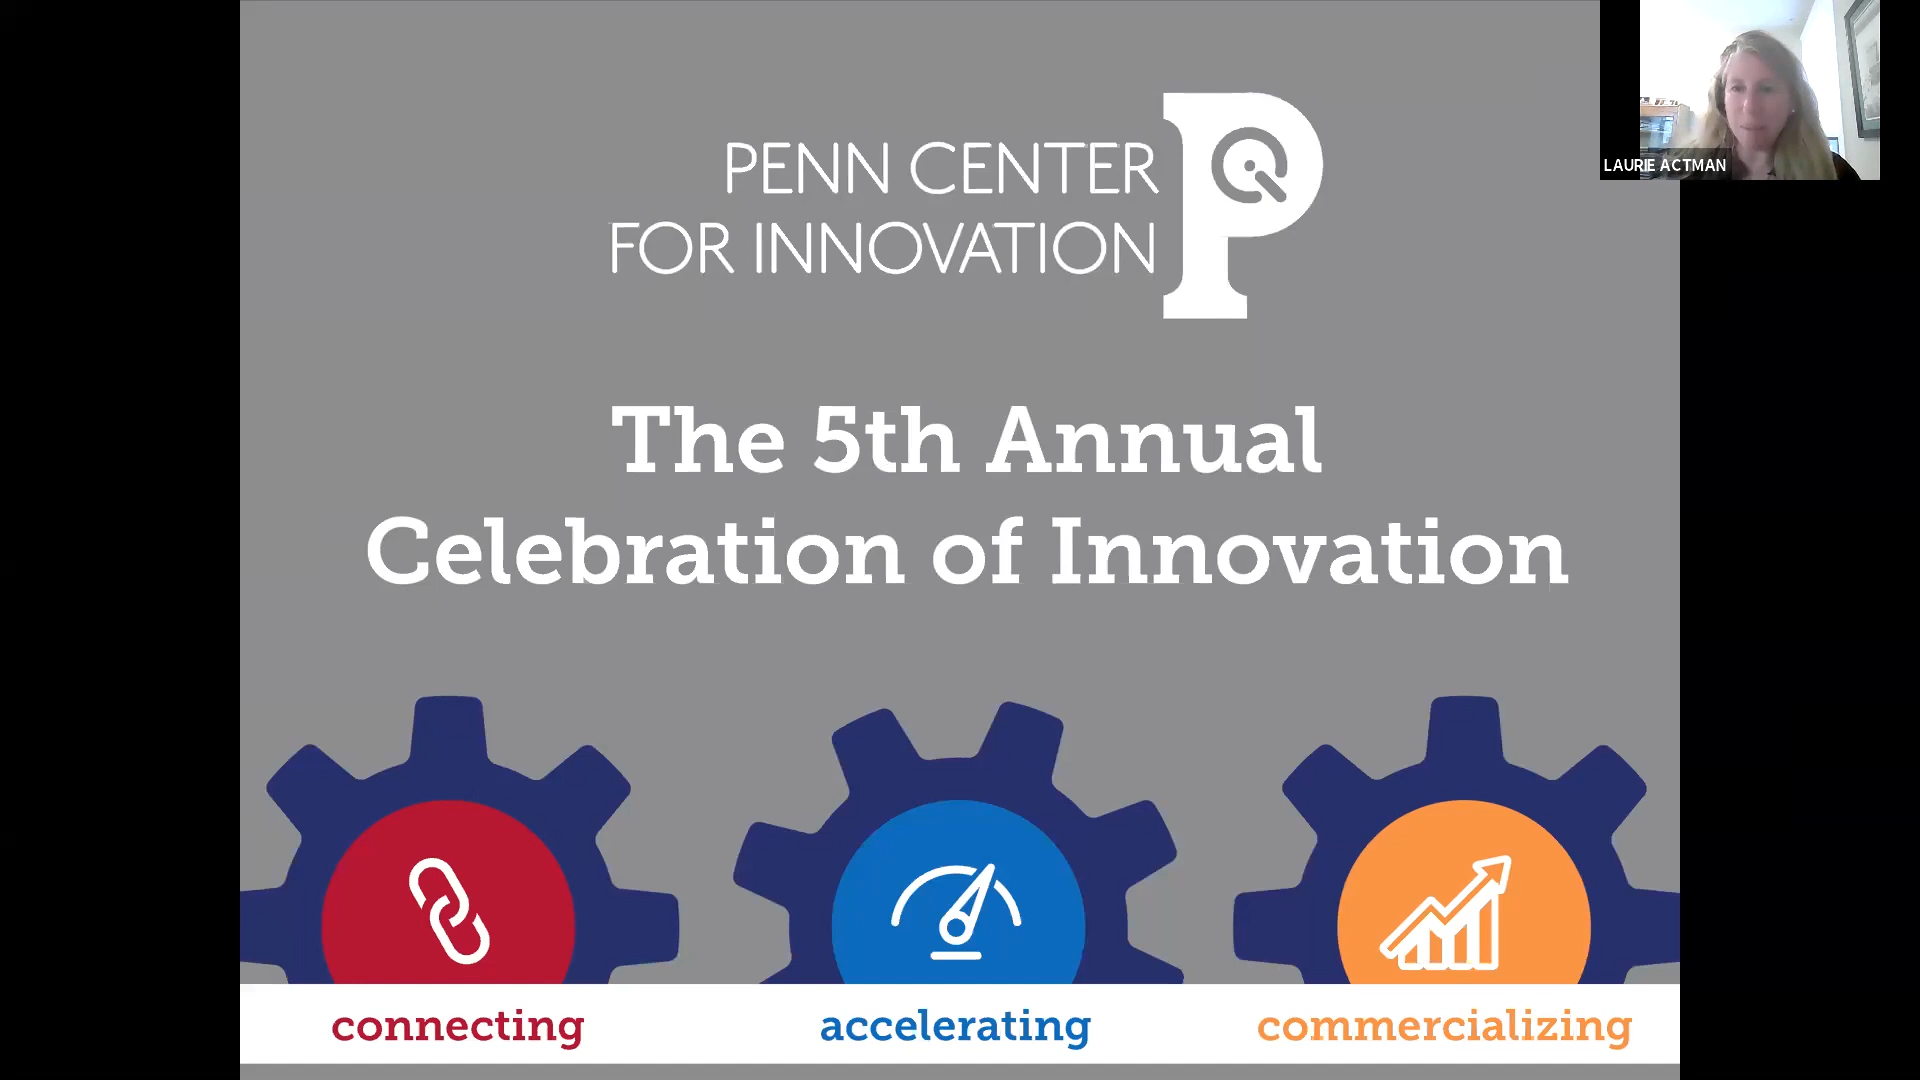 PENN CENTER
FOR INNOVATION
P
LAURIE ACTMAN
The 5th Annual
Celebration of Innovation
connecting
accelerating
commercializing